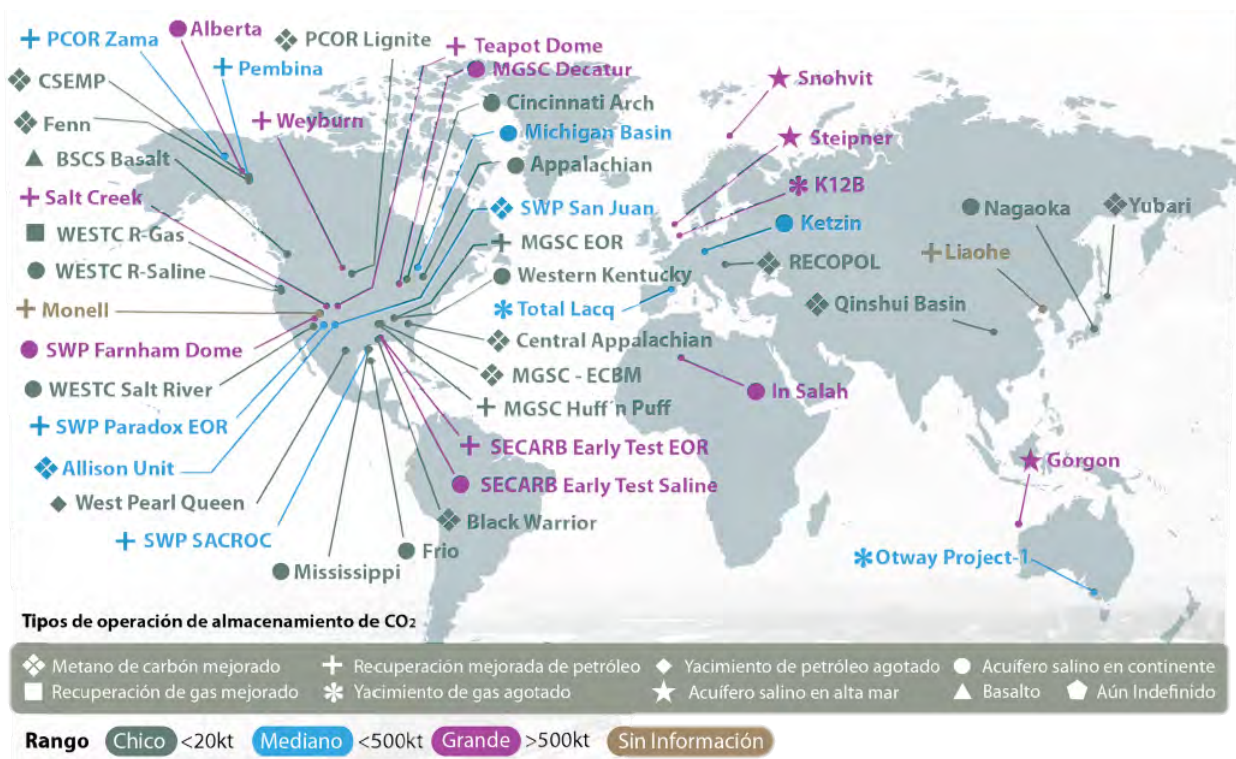 PCOR Zama
Alberta
PCOR Lignite
Teapot Dome
Snohvit
CSEMP
Pembina
MGSC Decatur
Cincinnati Arch
Fenn
Weyburn
Michigan Basin
Steipner
BSCS Basalt
Appalachian
K12B
Salt Creek
SWP San Juan
Nagaoka
Yubari
WESTC R-Gas
MGSC EOR
Ketzin
WESTC R-Saline
Western Kentucky
RECOPOL
Liaohe
Monell
Total Lacq
Qinshui Basin
SWP Farnham Dome
Central Appalachian
WESTC Salt River
MGSC - ECBM
In Salah
SWP Paradox EOR
MGSC Huff´n Puff
Allison Unit
SECARB Early Test EOR
Gorgon
West Pearl Queen
SECARB Early Test Saline
SWP SACROC
Black Warrior
Frio
Otway Project-1
Mississippi
Tipos de operación de almacenamiento de CO2
Metano de carbón mejorado
Recuperación mejorada de petróleo
Yacimiento de petróleo agotado
Acuífero salino en continente
Recuperación de gas mejorado
Yacimiento de gas agotado
Acuífero salino en alta mar
Basalto
Aún Indefinido
Rango Chico <20kt Mediano <500kt Grande >500kt Sin Información